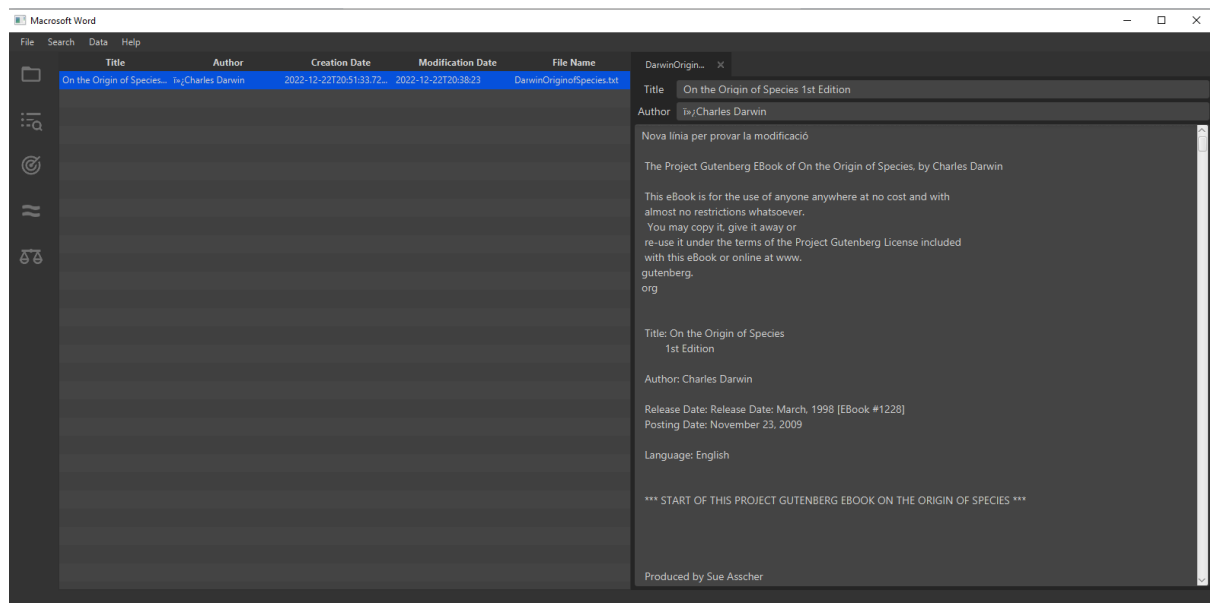 Macrosoft Word
File Search Data Help
Title Author Creation Date Modification Date File Name
On the Origin of Species... ï»¿Charles Darwin 2022-12-22T20:51:33.72... 2022-12-22T20:38:23 DarwinOriginofSpecies.txt
DarwinOrigin...
Title On the Origin of Species 1st Edition
Author ï»¿Charles Darwin
Nova línia per provar la modificació
The Project Gutenberg EBook of On the Origin of Species, by Charles Darwin
This eBook is for the use of anyone anywhere at no cost and with
almost no restrictions whatsoever.
You may copy it, give it away or
re-use it under the terms of the Project Gutenberg License included
with this eBook or online at www.
gutenberg.
org
Title: On the Origin of Species
1st Edition
Author: Charles Darwin
Release Date: Release Date: March, 1998 [EBook #1228]
Posting Date: November 23, 2009
Language: English
*** START OF THIS PROJECT GUTENBERG EBOOK ON THE ORIGIN OF SPECIES ***
Produced by Sue Asscher